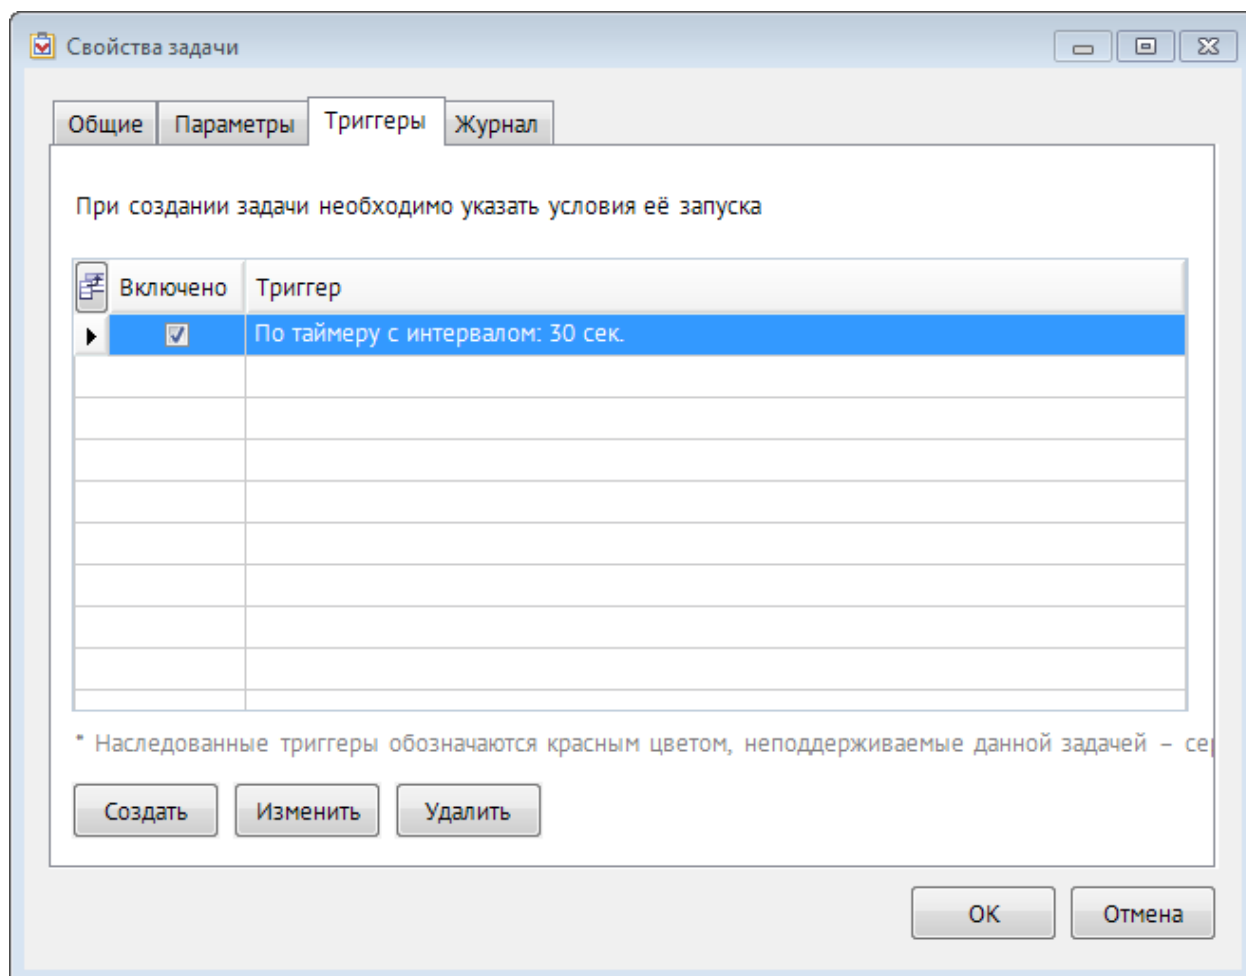 Свойства задачи
Общие Параметры Триггеры Журнал
При создании задачи необходимо указать условия её запуска
Включено Триггер
По таймеру с интервалом: 30 сек.
* Наследованные триггеры обозначаются красным цветом, неподдерживаемые данной задачей – сер
Создать Изменить Удалить
OK Отмена